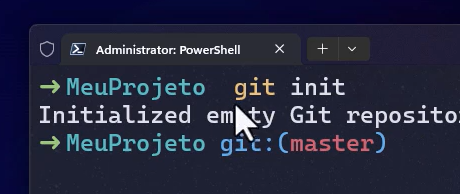 Administrator: PowerShell
➜ MeuProjeto git init
Initialized empty Git
➜ MeuProjeto git:(master)